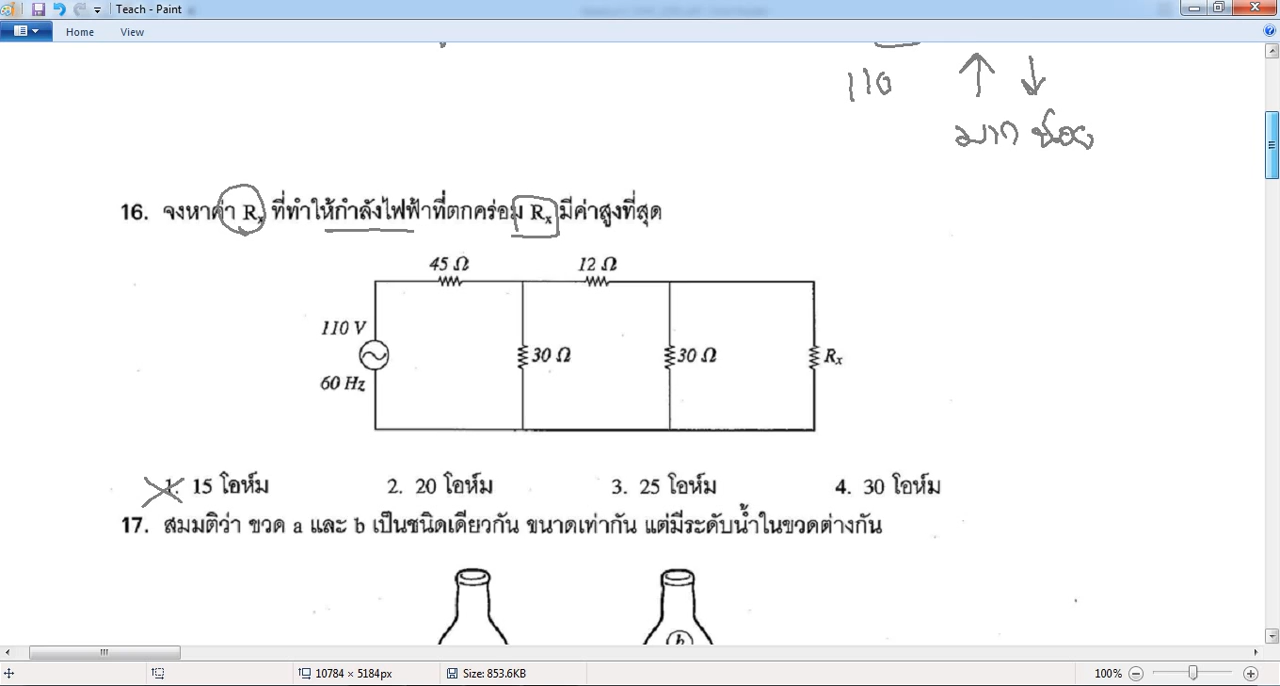 Teach - Paint
Home View
110
มาก น้อย
16. จงหาค่า Rx ที่ทำให้กำลังไฟฟ้าที่ตกคร่อม Rx มีค่าสูงที่สุด
45 Ω 12 Ω
110 V
30 Ω 30 Ω Rx
60 Hz
1. 15 โอห์ม 2. 20 โอห์ม 3. 25 โอห์ม 4. 30 โอห์ม
17. สมมติว่า ขวด a และ b เป็นชนิดเดียวกัน ขนาดเท่ากัน แต่มีระดับน้ำในขวดต่างกัน
b
10784 × 5184px Size: 853.6KB 100%